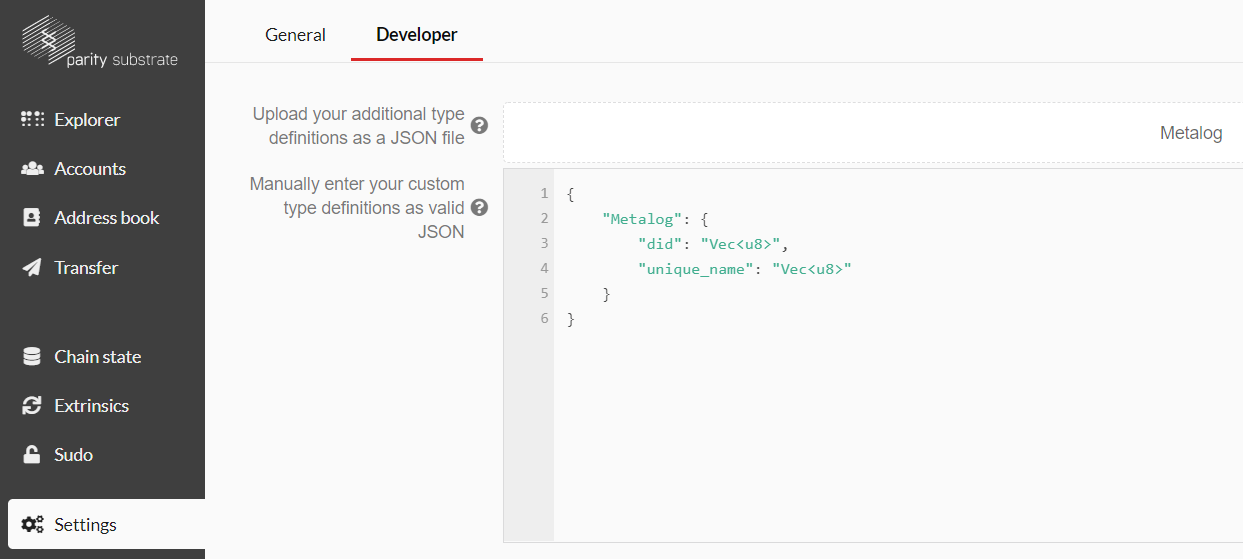 parity substrate
Explorer
Accounts
Address book
Transfer
Chain state
Extrinsics
Sudo
Settings
General Developer
Upload your additional type
definitions as a JSON file
?
Metalog
Manually enter your custom
type definitions as valid
JSON
?
1 {
2 "Metalog": {
3 "did": "Vec<u8>",
4 "unique_name": "Vec<u8>"
5 }
6 }